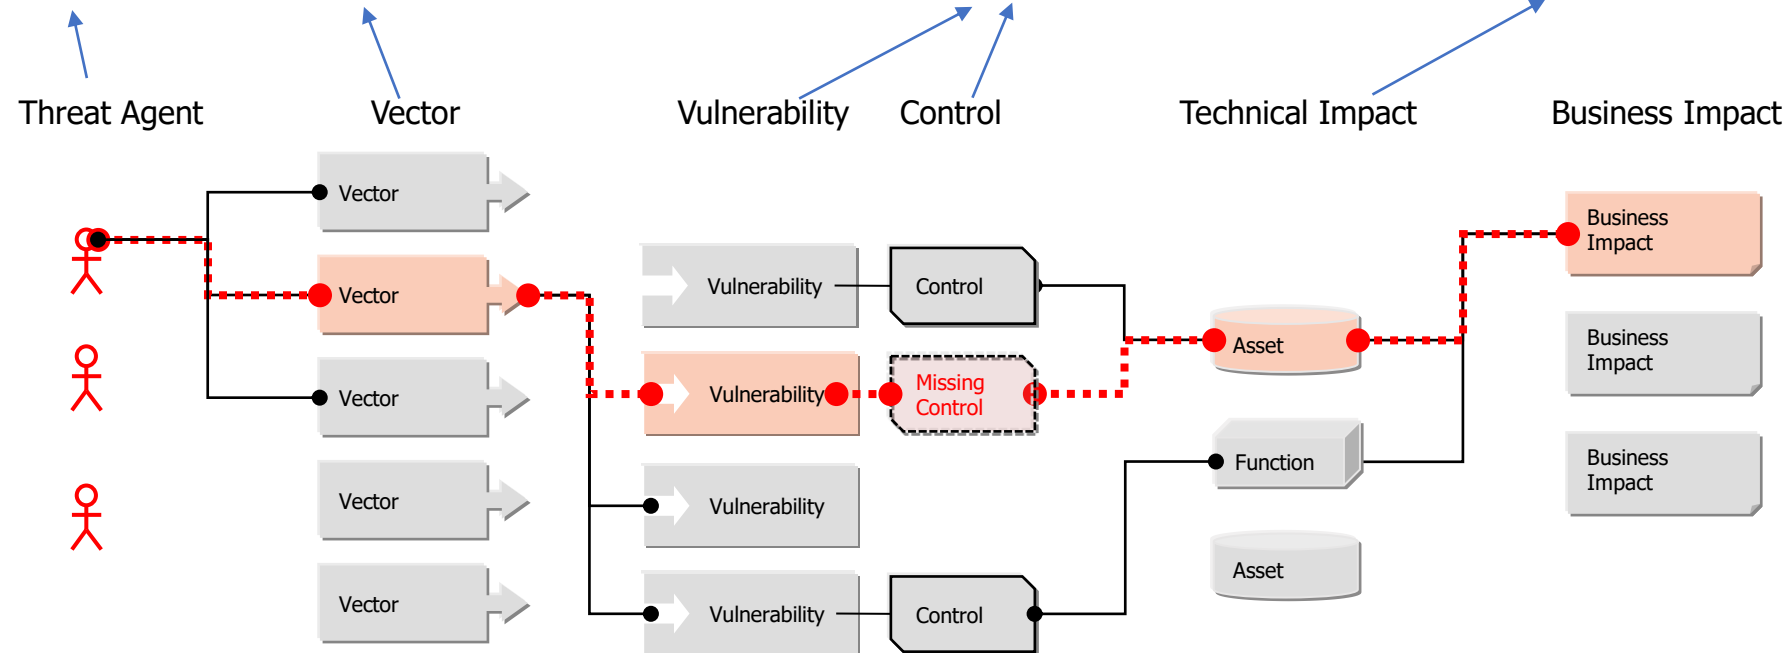 Threat Agent
Vector
Vulnerability
Control
Technical Impact
Business Impact
Vector
Vector
Vector
Vector
Vector
Vulnerability
Control
Vulnerability
Missing
Control
Vulnerability
Vulnerability
Control
Asset
Function
Asset
Business
Impact
Business
Impact
Business
Impact